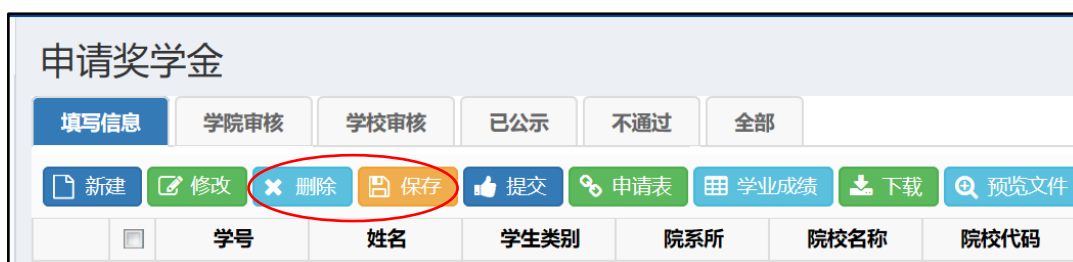 申请奖学金
填写信息 学院审核 学校审核 已公示 不通过 全部
新建 修改 删除 保存 提交 申请表 学业成绩 下载 预览文件
学号 姓名 学生类别 院系所 院校名称 院校代码